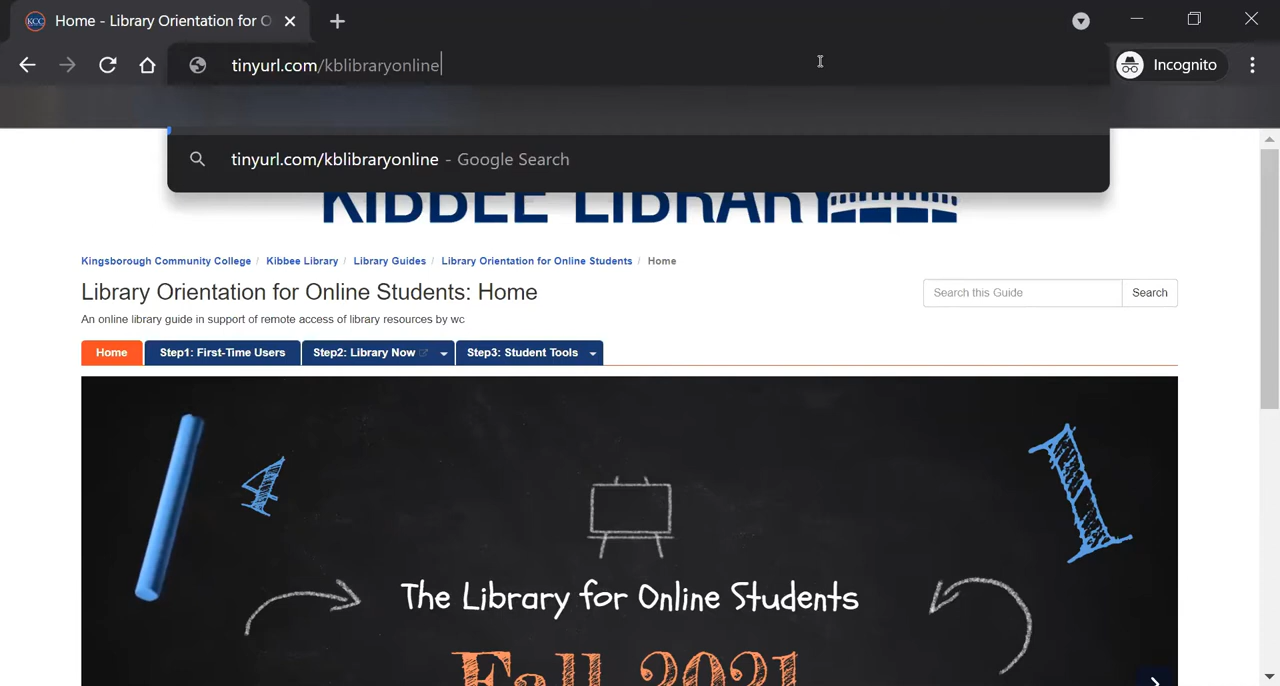 Home - Library Orientation for O
tinyurl.com/kblibraryonline
Incognito
tinyurl.com/kblibraryonline - Google Search
KIBBEE LIBRARY
Kingsborough Community College / Kibbee Library / Library Guides / Library Orientation for Online Students / Home
Library Orientation for Online Students: Home
Search this Guide
Search
An online library guide in support of remote access of library resources by wc
Home
Step1: First-Time Users
Step2: Library Now
Step3: Student Tools
4
1
The Library for Online Students
Fall 2021